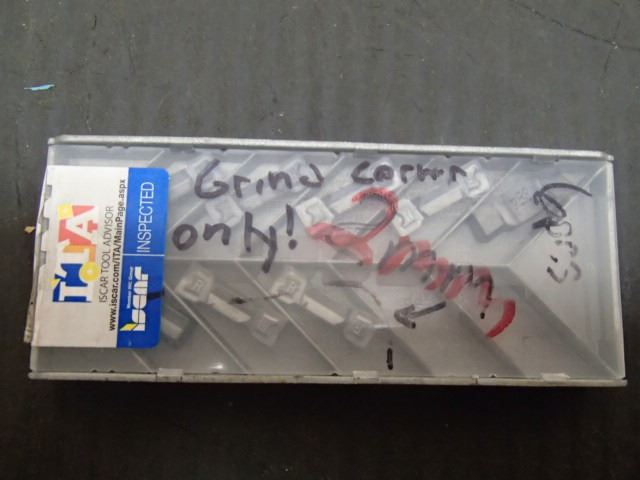 Grind corner
only!
2mm
ITA
ISCAR TOOL ADVISOR
www.iscar.com/ITA/MainPage.aspx
iscar
INSPECTED